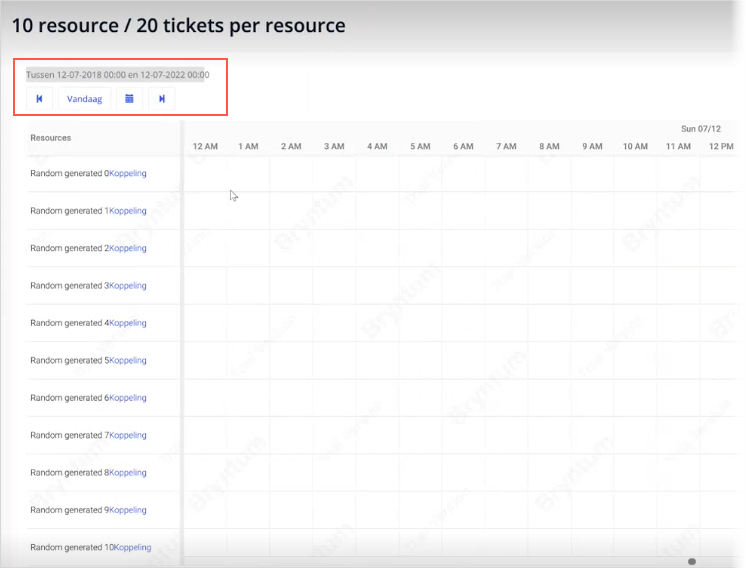 10 resource / 20 tickets per resource
Tussen 12-07-2018 00:00 en 12-07-2022 00:00
Vandaag
Resources
Sun 07/12
12 AM 1 AM 2 AM 3 AM 4 AM 5 AM 6 AM 7 AM 8 AM 9 AM 10 AM 11 AM 12 PM
Random generated 0Koppeling
Random generated 1Koppeling
Random generated 2Koppeling
Random generated 3Koppeling
Random generated 4Koppeling
Random generated 5Koppeling
Random generated 6Koppeling
Random generated 7Koppeling
Random generated 8Koppeling
Random generated 9Koppeling
Random generated 10Koppeling
Bryntum
Trial Version